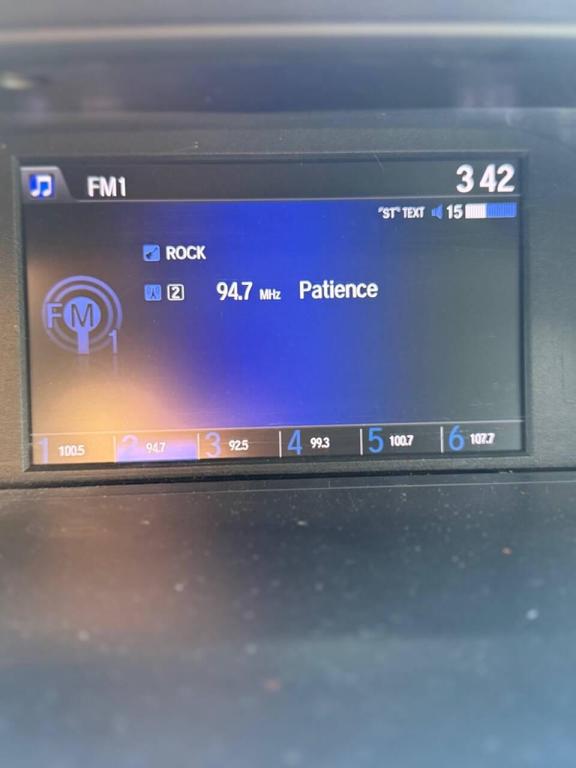 FM1 3 42
"ST" TEXT 15
ROCK
2 94.7 MHz Patience
FM
1
1 100.5 2 94.7 3 92.5 4 99.3 5 100.7 6 107.7